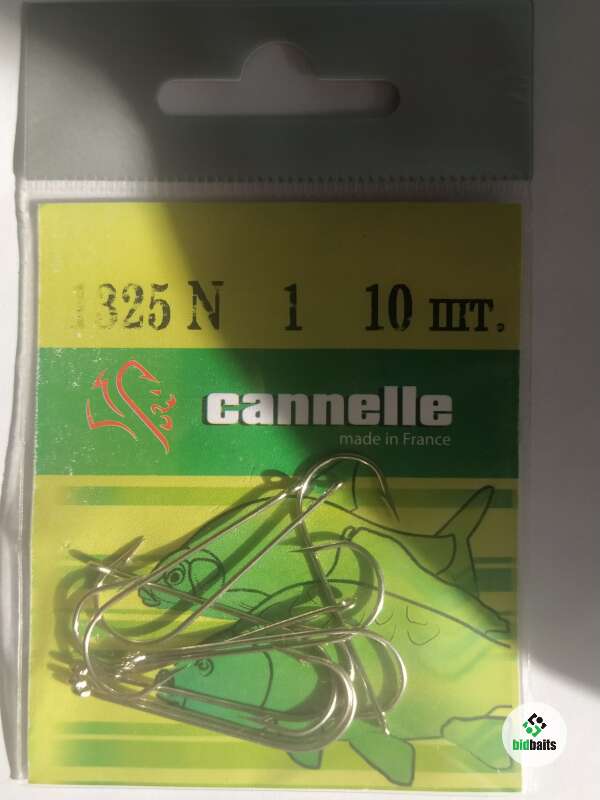 1325 N 1 10 шт.
cannelle
made in France
bidbaits